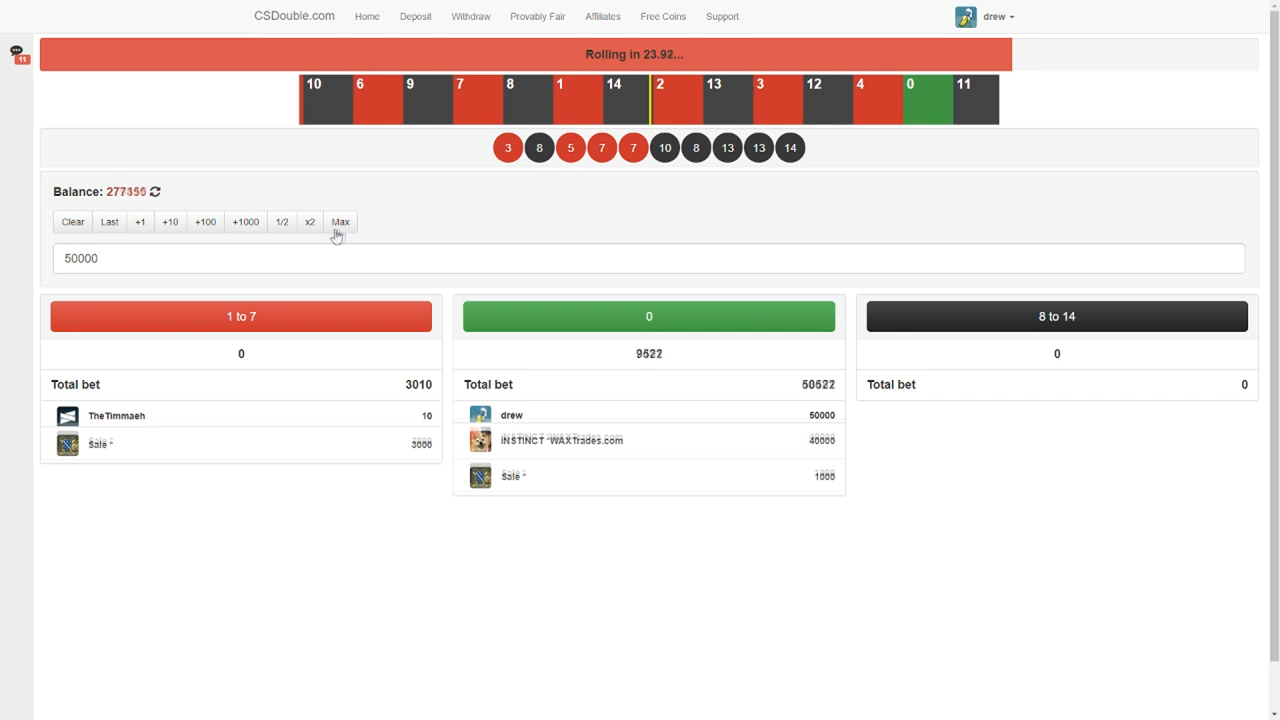 CSDouble.com Home Deposit Withdraw Provably Fair Affiliates Free Coins Support drew
11
Rolling in 23.92...
10 6 9 7 8 1 14 2 13 3 12 4 0 11
3 8 5 7 7 10 8 13 13 14
Balance:
Clear Last +1 +10 +100 +1000 1/2 x2 Max
50000
1 to 7
0
Total bet 3010
TheTimmaeh 10
Sale * 3000
0
Total bet
drew 50000
INSTINCT *WAXTrades.com 40000
Sale * 1000
8 to 14
0
Total bet 0